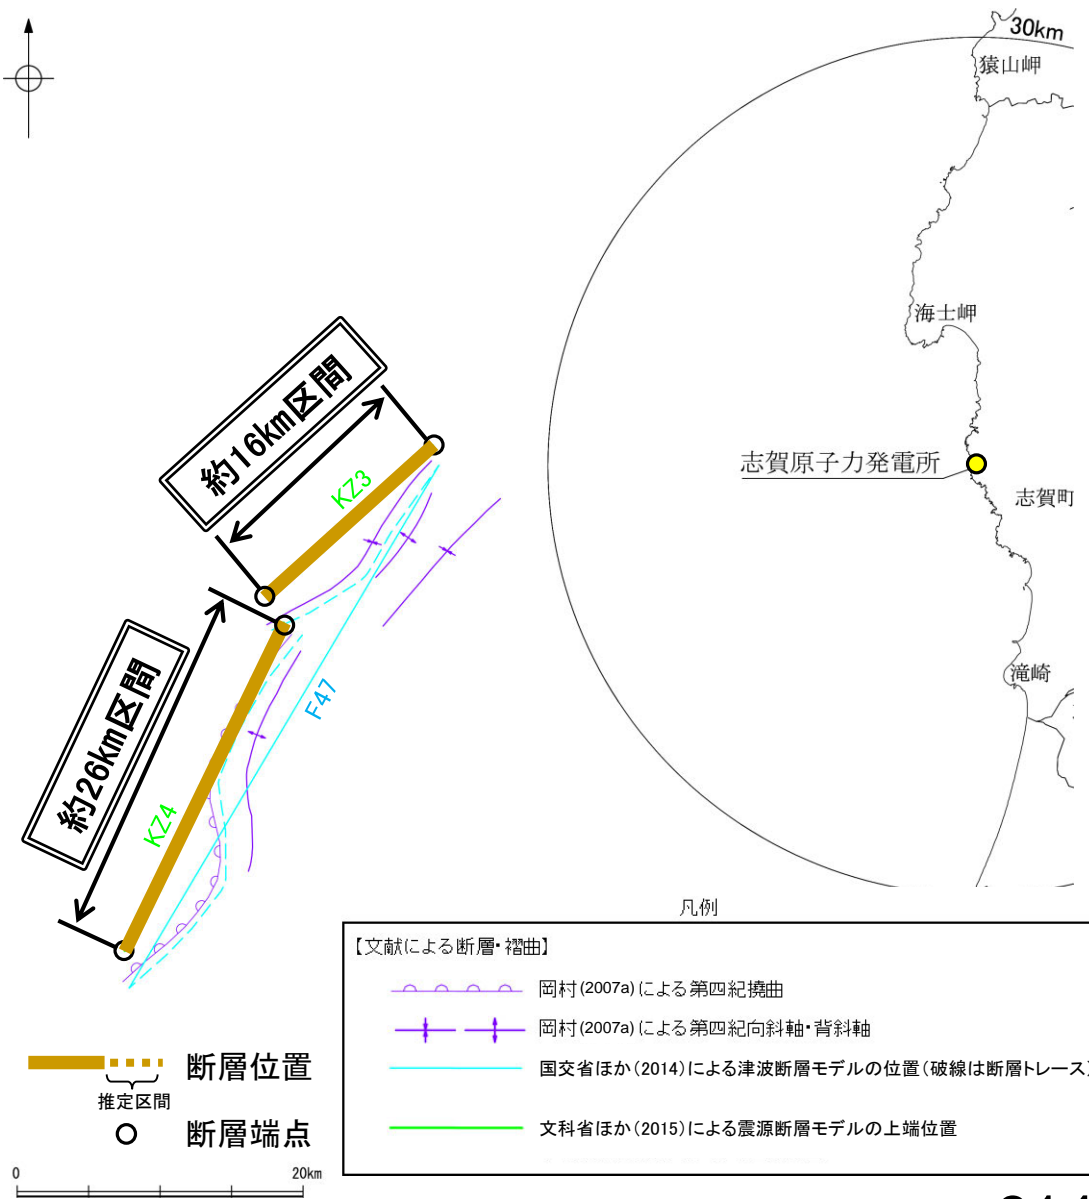 30km
猿山岬
海士岬
約16km区間
KZ3
志賀原子力発電所
志賀町
約26km区間
KZ4
F47
滝崎
凡例
【文献による断層・褶曲】
岡村(2007a)による第四紀撓曲
岡村(2007a)による第四紀向斜軸・背斜軸
国交省ほか(2014)による津波断層モデルの位置(破線は断層トレース)
文科省ほか(2015)による震源断層モデルの上端位置
断層位置
推定区間
断層端点
0 20km